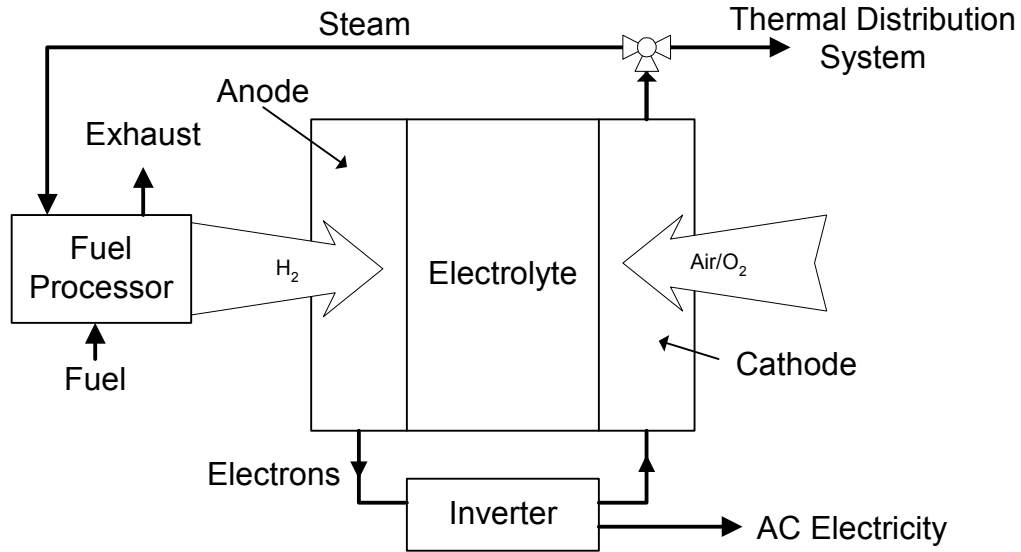 Steam
Thermal Distribution
System
Anode
Exhaust
Fuel
Processor
H₂
Electrolyte
Air/O₂
Cathode
Fuel
Electrons
Inverter
AC Electricity